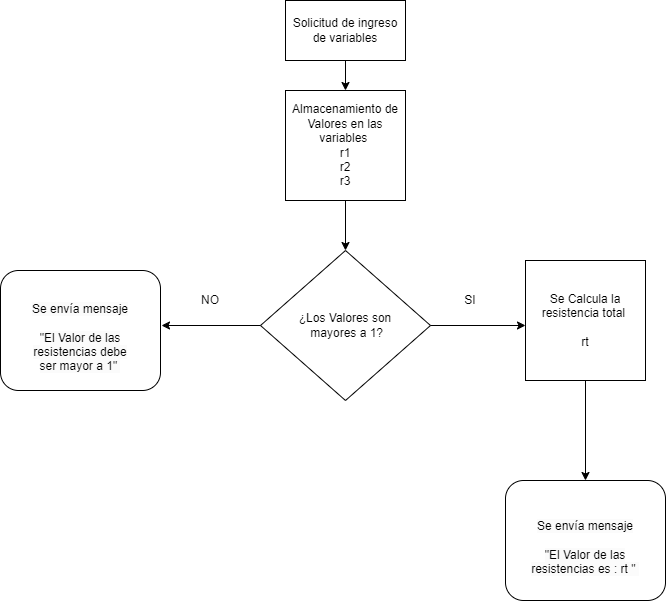 Solicitud de ingreso
de variables
Almacenamiento de
Valores en las
variables
r1
r2
r3
¿Los Valores son
mayores a 1?
NO
SI
Se envía mensaje
"El Valor de las
resistencias debe
ser mayor a 1"
Se Calcula la
resistencia total
rt
Se envía mensaje
"El Valor de las
resistencias es : rt "